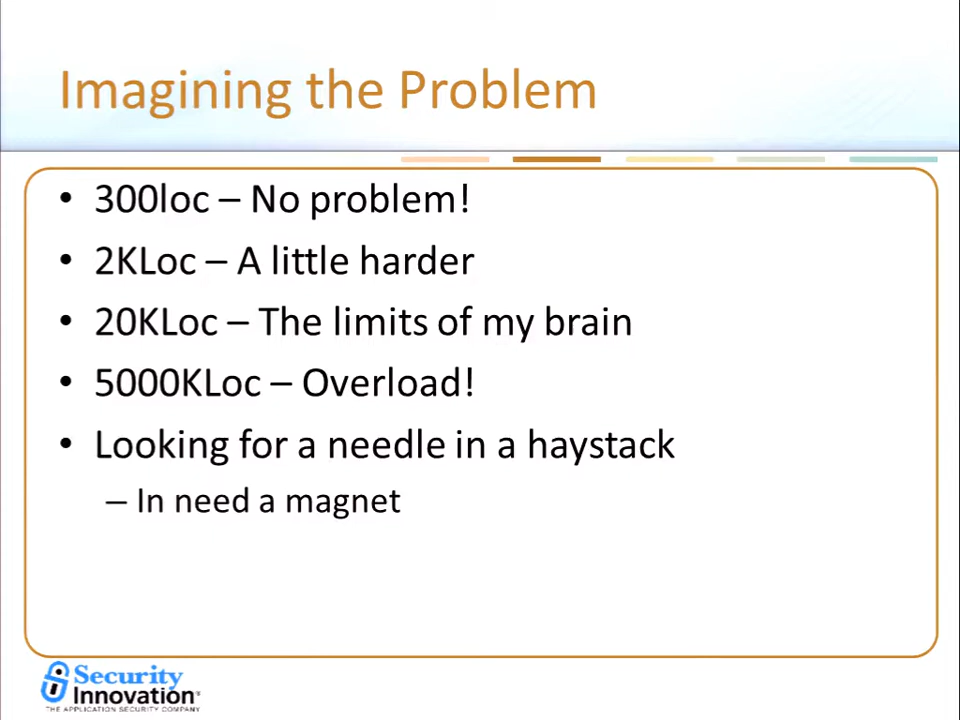 Imagining the Problem
• 300loc – No problem!
• 2KLoc – A little harder
• 20KLoc – The limits of my brain
• 5000KLoc – Overload!
• Looking for a needle in a haystack
– In need a magnet
Security
Innovation™
THE APPLICATION SECURITY COMPANY